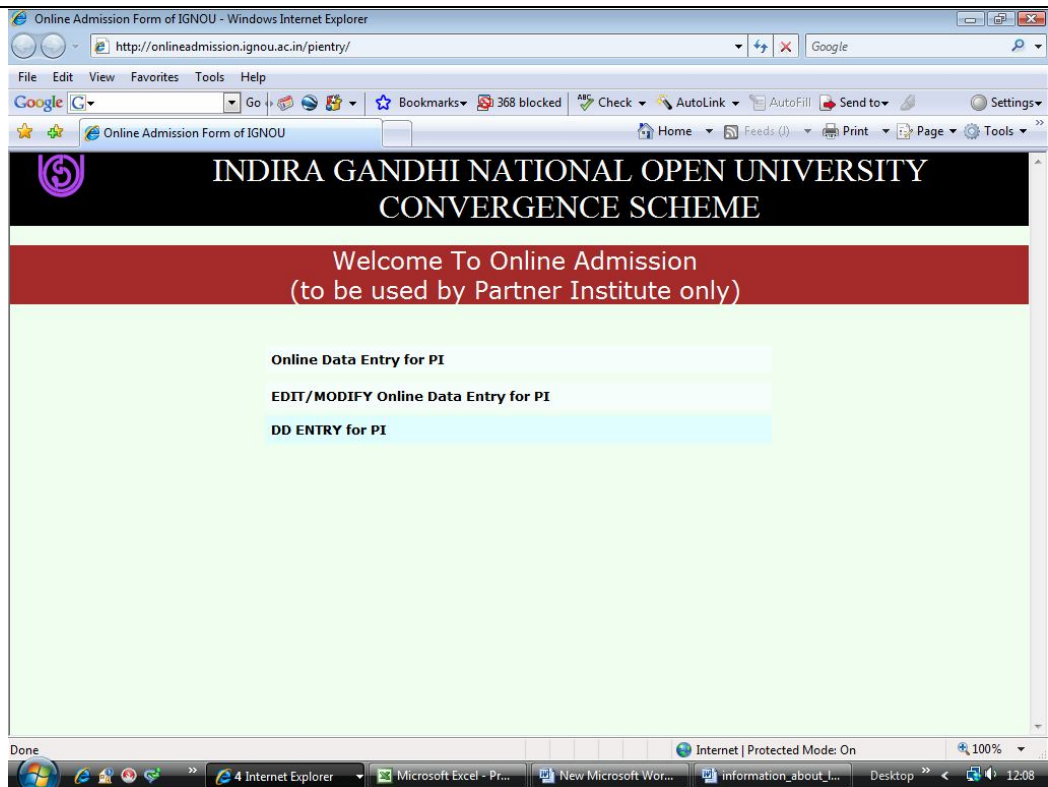 Online Admission Form of IGNOU - Windows Internet Explorer
http://onlineadmission.ignou.ac.in/pientry/ Google
File Edit View Favorites Tools Help
Google G Go Bookmarks 368 blocked Check AutoLink AutoFill Send to Settings
Online Admission Form of IGNOU Home Feeds (J) Print Page Tools
INDIRA GANDHI NATIONAL OPEN UNIVERSITY
CONVERGENCE SCHEME
Welcome To Online Admission
(to be used by Partner Institute only)
Online Data Entry for PI
EDIT/MODIFY Online Data Entry for PI
DD ENTRY for PI
Done Internet | Protected Mode: On 100%
4 Internet Explorer Microsoft Excel - Pr... New Microsoft Wor... information_about_I... Desktop 12:08